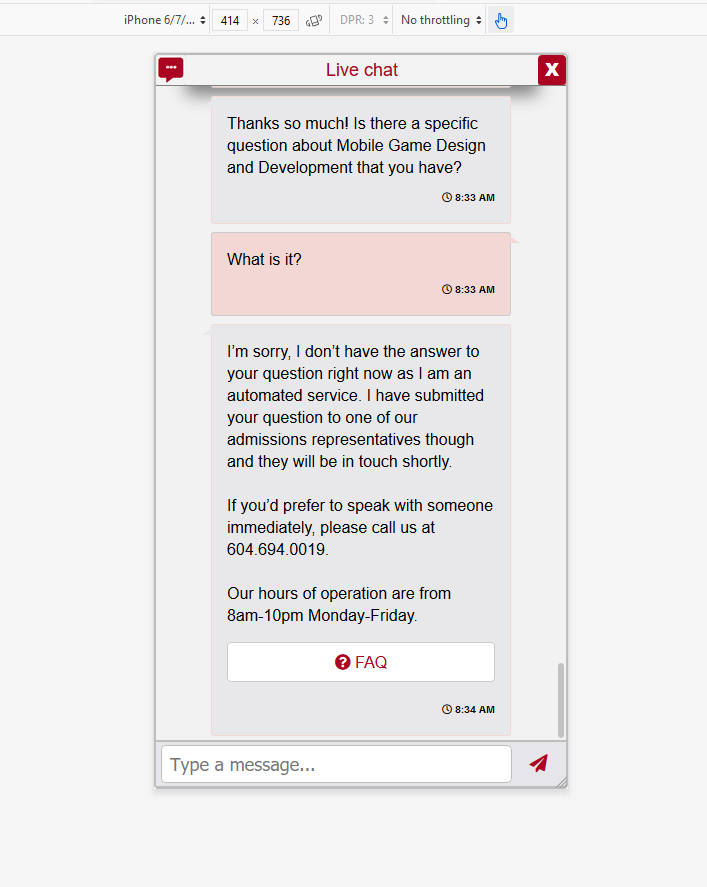 iPhone 6/7/... 414 × 736 DPR: 3 No throttling
Live chat X
Thanks so much! Is there a specific
question about Mobile Game Design
and Development that you have?
8:33 AM
What is it?
8:33 AM
I’m sorry, I don’t have the answer to
your question right now as I am an
automated service. I have submitted
your question to one of our
admissions representatives though
and they will be in touch shortly.
If you’d prefer to speak with someone
immediately, please call us at
604.694.0019.
Our hours of operation are from
8am-10pm Monday-Friday.
? FAQ
8:34 AM
Type a message...